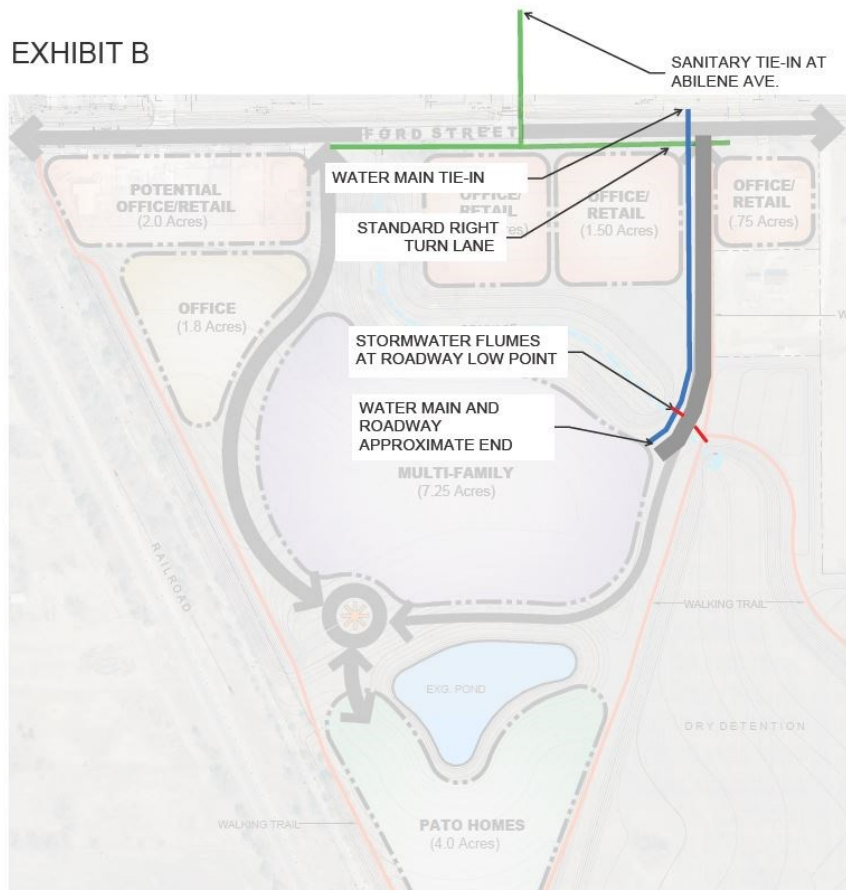 EXHIBIT B
SANITARY TIE-IN AT
ABILENE AVE.
FORD STREET
WATER MAIN TIE-IN
POTENTIAL
OFFICE/RETAIL
(2.0 Acres)
OFFICE/
RETAIL
OFFICE/
RETAIL
(1.50 Acres)
OFFICE/
RETAIL
(.75 Acres)
STANDARD RIGHT
TURN LANE
OFFICE
(1.8 Acres)
STORMWATER FLUMES
AT ROADWAY LOW POINT
WATER MAIN AND
ROADWAY
APPROXIMATE END
MULTI-FAMILY
(7.25 Acres)
RAILROAD
WALKING TRAIL
EXG. POND
DRY DETENTION
WALKING TRAIL
PATO HOMES
(4.0 Acres)